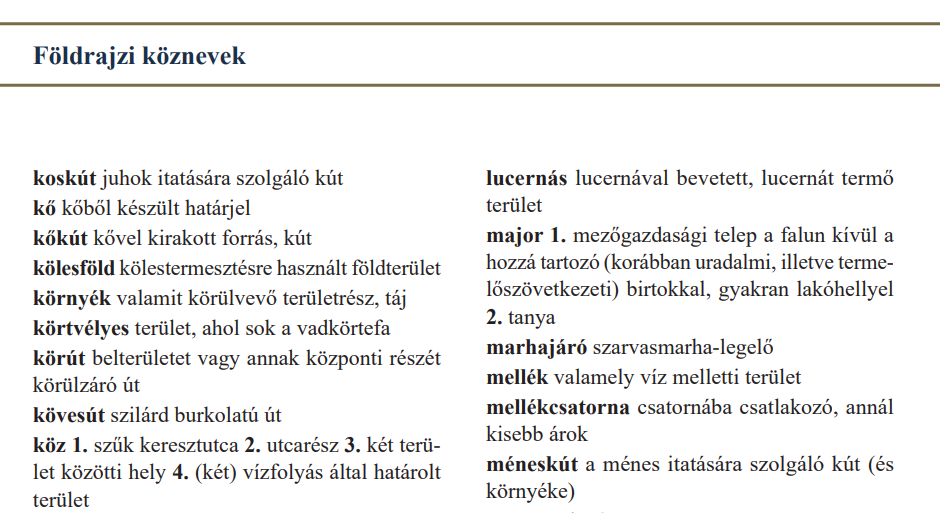 Földrajzi köznevek
koskút juhok itatására szolgáló kút
kő kőből készült határjel
kőkút kővel kirakott forrás, kút
kölesföld kölestermesztésre használt földterület
környék valamit körülvevő területrész, táj
körtvélyes terület, ahol sok a vadkörtefa
körút belterületet vagy annak központi részét
körülzáró út
kövesút szilárd burkolatú út
köz 1. szűk keresztutca 2. utcarész 3. két terü-
let közötti hely 4. (két) vízfolyás által határolt
terület
lucernás lucernával bevetett, lucernát termő
terület
major 1. mezőgazdasági telep a falun kívül a
hozzá tartozó (korábban uradalmi, illetve terme-
lőszövetkezeti) birtokkal, gyakran lakóhellyel
2. tanya
marhajáró szarvasmarha-legelő
mellék valamely víz melletti terület
mellékcsatorna csatornába csatlakozó, annál
kisebb árok
méneskút a ménes itatására szolgáló kút (és
környéke)